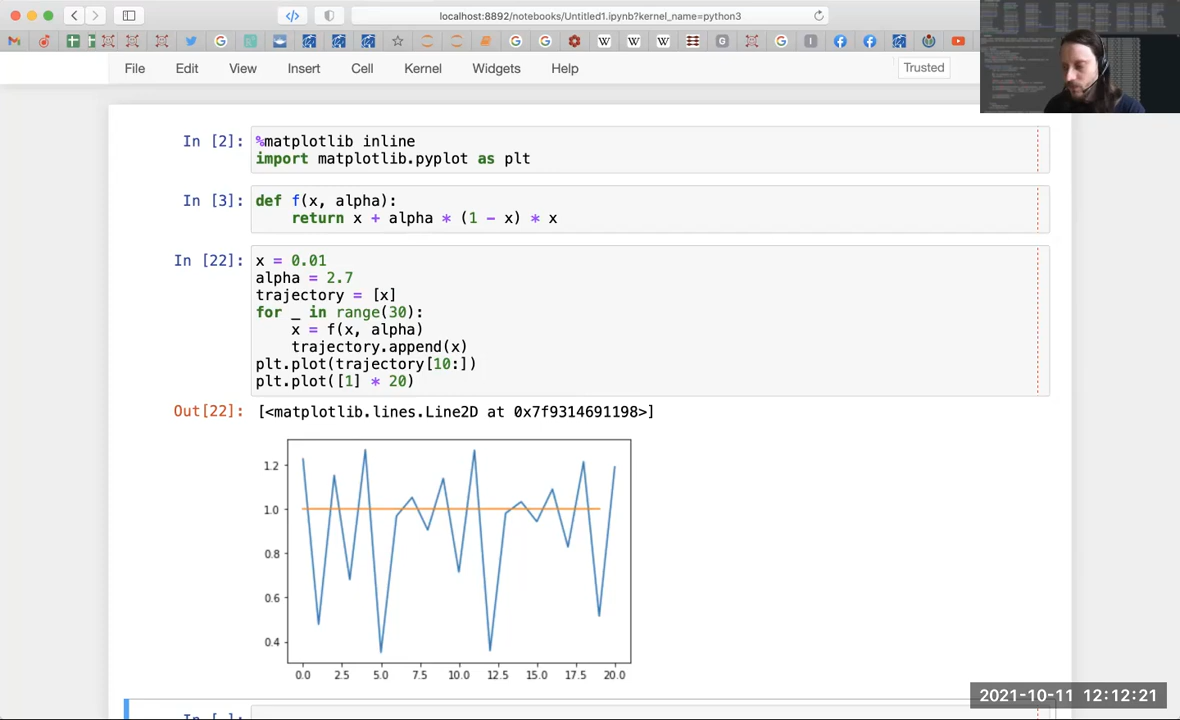 localhost:8892/notebooks/Untitled1.ipynb?kernel_name=python3
File Edit View Insert Cell Kernel Widgets Help Trusted
In [2]: %matplotlib inline
import matplotlib.pyplot as plt
In [3]: def f(x, alpha):
return x + alpha * (1 - x) * x
In [22]: x = 0.01
alpha = 2.7
trajectory = [x]
for _ in range(30):
x = f(x, alpha)
trajectory.append(x)
plt.plot(trajectory[10:])
plt.plot([1] * 20)
Out[22]: [<matplotlib.lines.Line2D at 0x7f9314691198>]
1.2
1.0
0.8
0.6
0.4
0.0 2.5 5.0 7.5 10.0 12.5 15.0 17.5 20.0
In [ ]:
2021-10-11 12:12:21